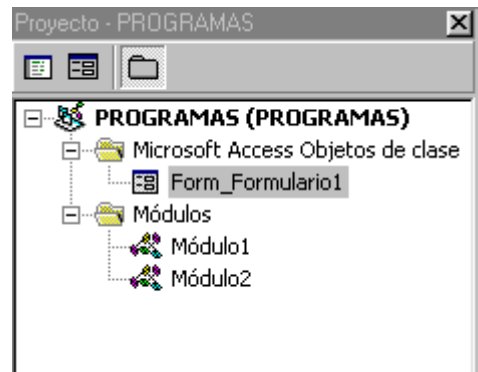 Proyecto - PROGRAMAS
PROGRAMAS (PROGRAMAS)
Microsoft Access Objetos de clase
Form_Formulario1
Módulos
Módulo1
Módulo2